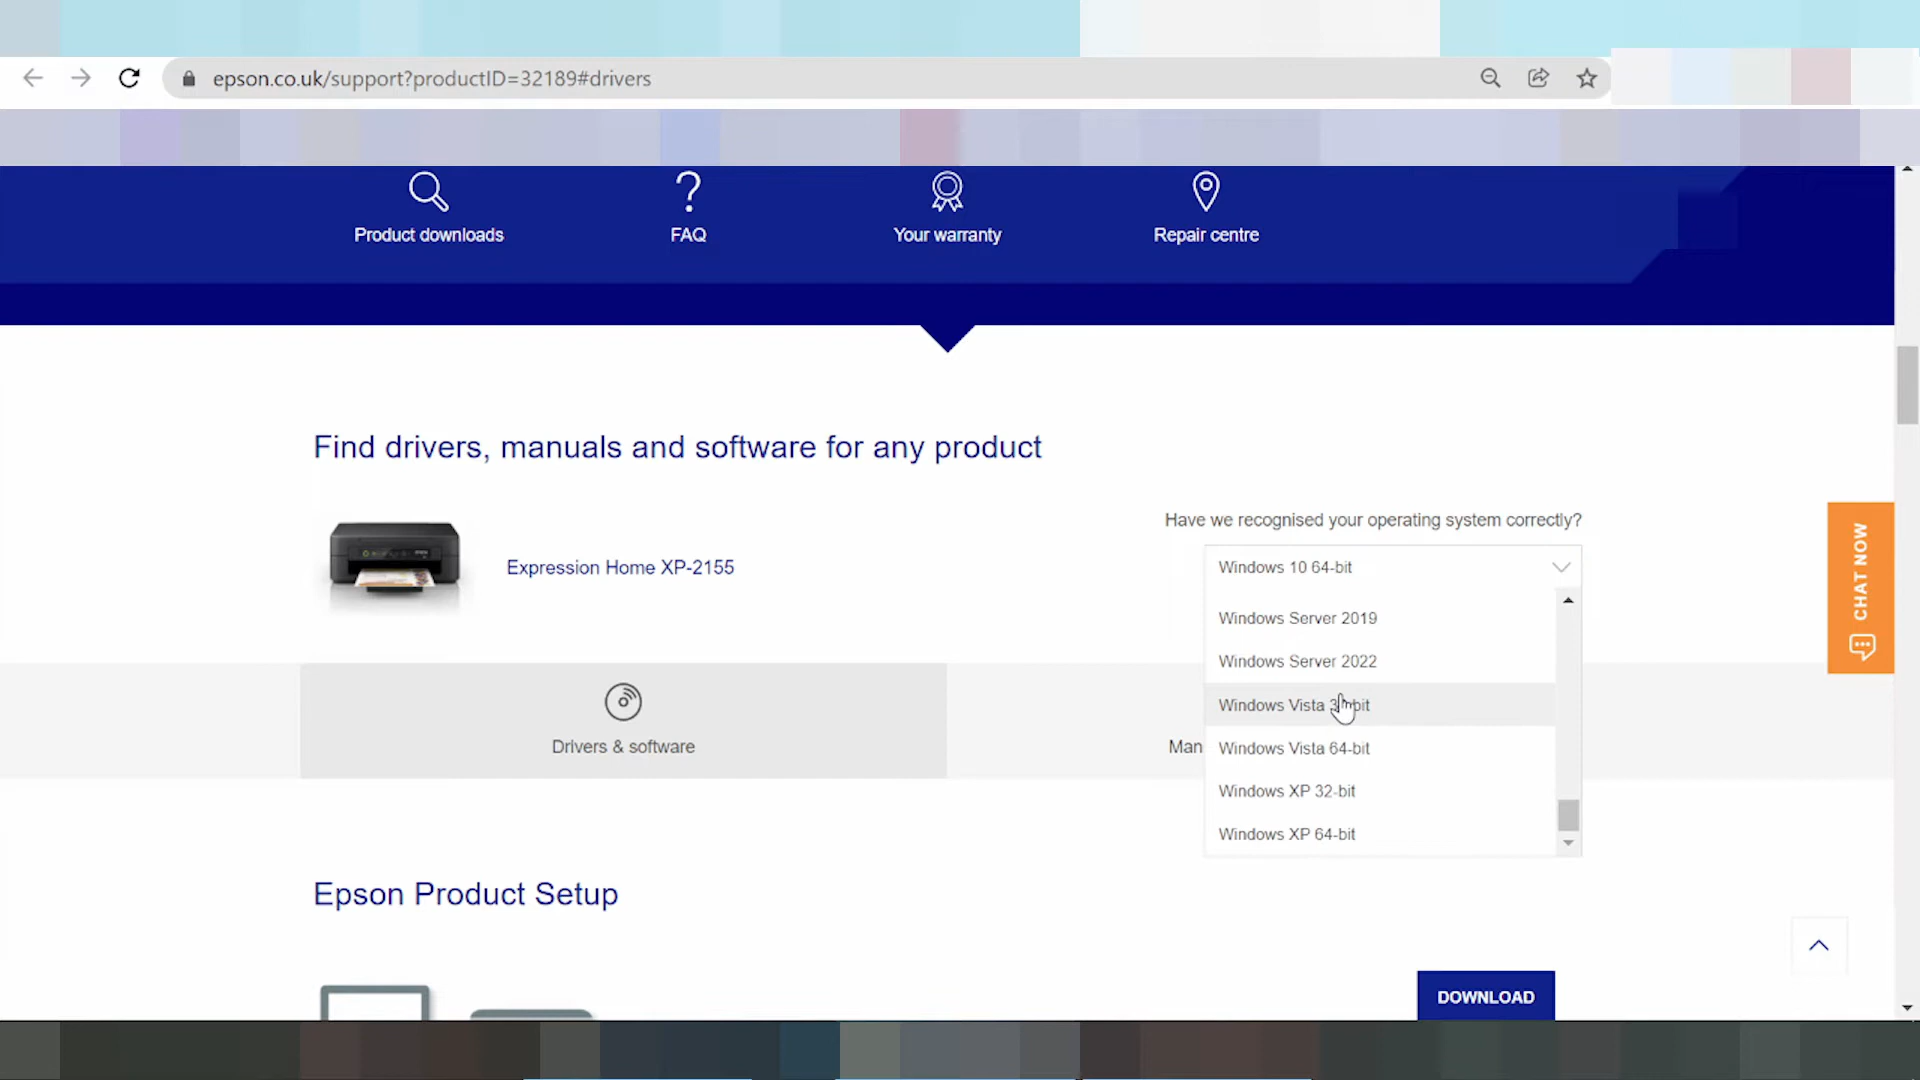 epson.co.uk/support?productID=32189#drivers
Product downloads
FAQ
Your warranty
Repair centre
Find drivers, manuals and software for any product
Have we recognised your operating system correctly?
Expression Home XP-2155
Windows 10 64-bit
Windows Server 2019
Windows Server 2022
Windows Vista 32-bit
Windows Vista 64-bit
Windows XP 32-bit
Windows XP 64-bit
CHAT NOW
Drivers & software
Man
Epson Product Setup
DOWNLOAD